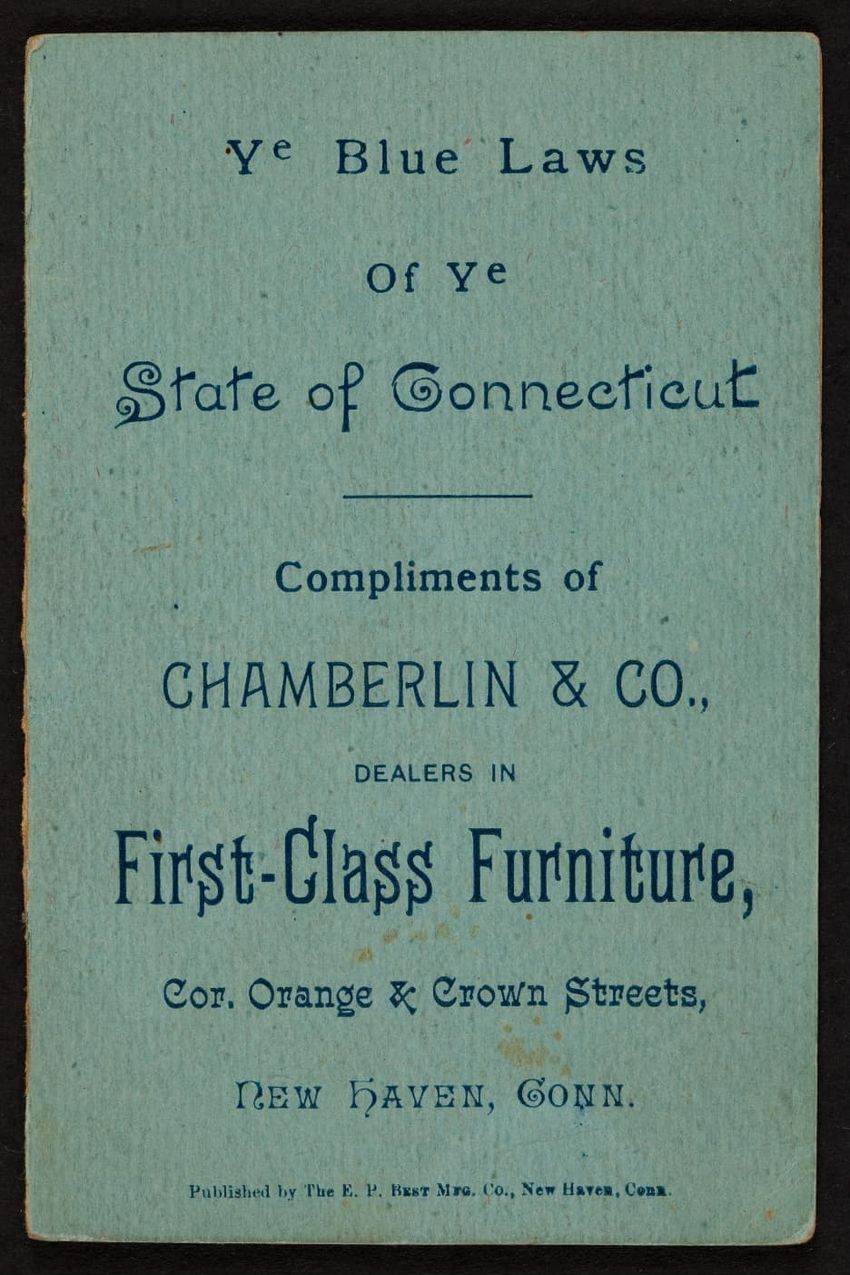 Ye Blue Laws
Of Ye
State of Connecticut
Compliments of
CHAMBERLIN & CO.,
DEALERS IN
First-Class Furniture,
Cor. Orange & Crown Streets,
NEW HAVEN, CONN.
Published by The E. P. BEST MFG. CO., New Haven, Conn.